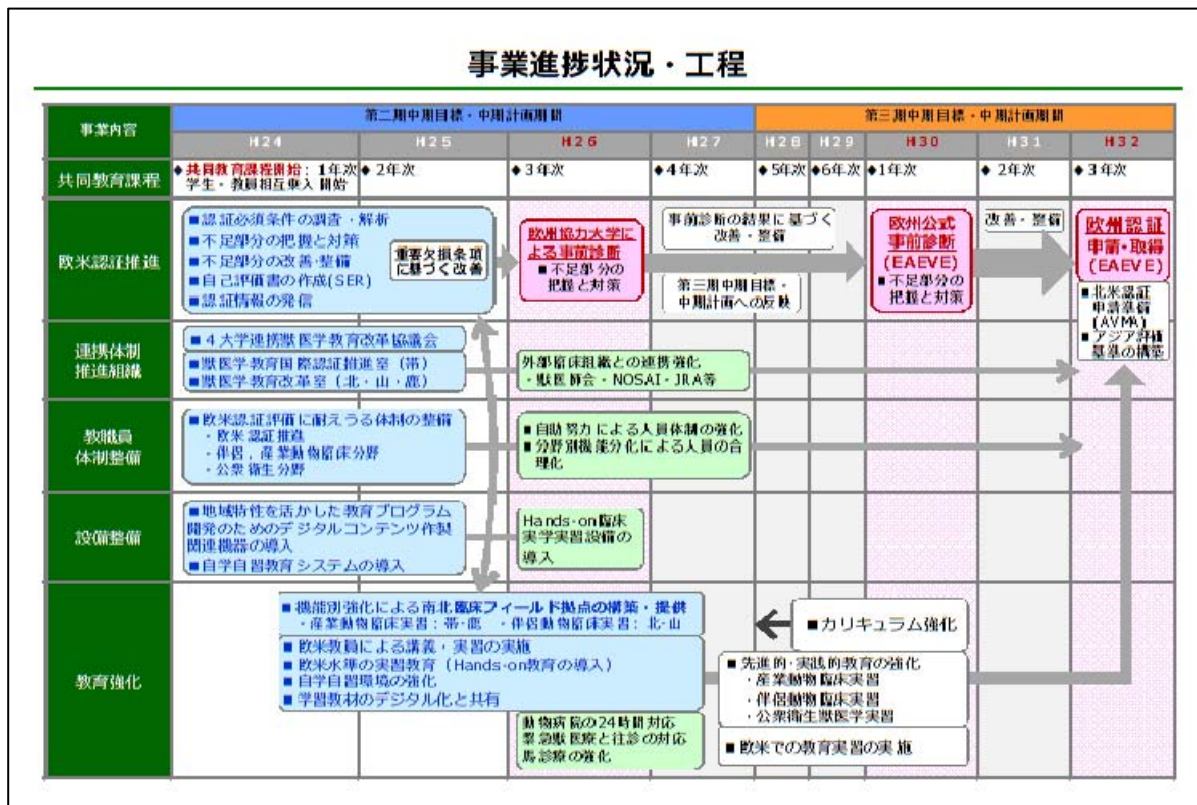 事業進捗状況・工程
事業内容
第二期中期目標・中期計画期間
第三期中期目標・中期計画期間
H24
H25
H26
H27
H28
H29
H30
H31
H32
共同教育課程
◆共同教育課程開始：1年次
学生・教員相互乗入開始
◆2年次
◆3年次
◆4年次
◆5年次
◆6年次
◆1年次
◆2年次
◆3年次
欧米認証推進
■認証必須条件の調査・解析
■不足部分の把握と対策
■不足部分の改善・整備
■自己評価書の作成(SER)
■認証情報の発信
重要欠損条項
に基づく改善
欧州協力大学に
よる事前診断
■不足部分の
把握と対策
事前診断の結果に基づく
改善・整備
第三期中期目標・
中期計画への反映
欧州公式
事前診断
(EAEVE)
■不足部分の
把握と対策
改善・整備
欧州認証
申請・取得
(EAEVE)
■北米認証
申請準備
(AVMA)
■アジア評価
基準の構築
連携体制
推進組織
■4大学連携獣医学教育改革協議会
■獣医学教育国際認証推進室（帯）
■獣医学教育改革室（北・山・鹿）
外部臨床組織との連携強化
・獣医師会・NOSAI・JRA等
教職員
体制整備
■欧米認証評価に耐えうる体制の整備
・欧米認証推進
・伴侶，産業動物臨床分野
・公衆衛生分野
■自助努力による人員体制の強化
■分野別機能分化による人員の合
理化
設備整備
■地域特性を活かした教育プログラム
開発のためのデジタルコンテンツ作製
関連機器の導入
■自学自習教育システムの導入
Hands-on臨床
実学実習設備の
導入
教育強化
■機能別強化による南北臨床フィールド拠点の構築・提供
・産業動物臨床実習：帯・鹿　・伴侶動物臨床実習：北・山
■欧米教員による講義・実習の実施
■欧米水準の実習教育（Hands-on教育の導入）
■自学自習環境の強化
■学習教材のデジタル化と共有
動物病院の24時間対応
緊急獣医療と往診の対応
馬診療の強化
■カリキュラム強化
■先進的・実践的教育の強化
・産業動物臨床実習
・伴侶動物臨床実習
・公衆衛生獣医学実習
■欧米での教育実習の実施